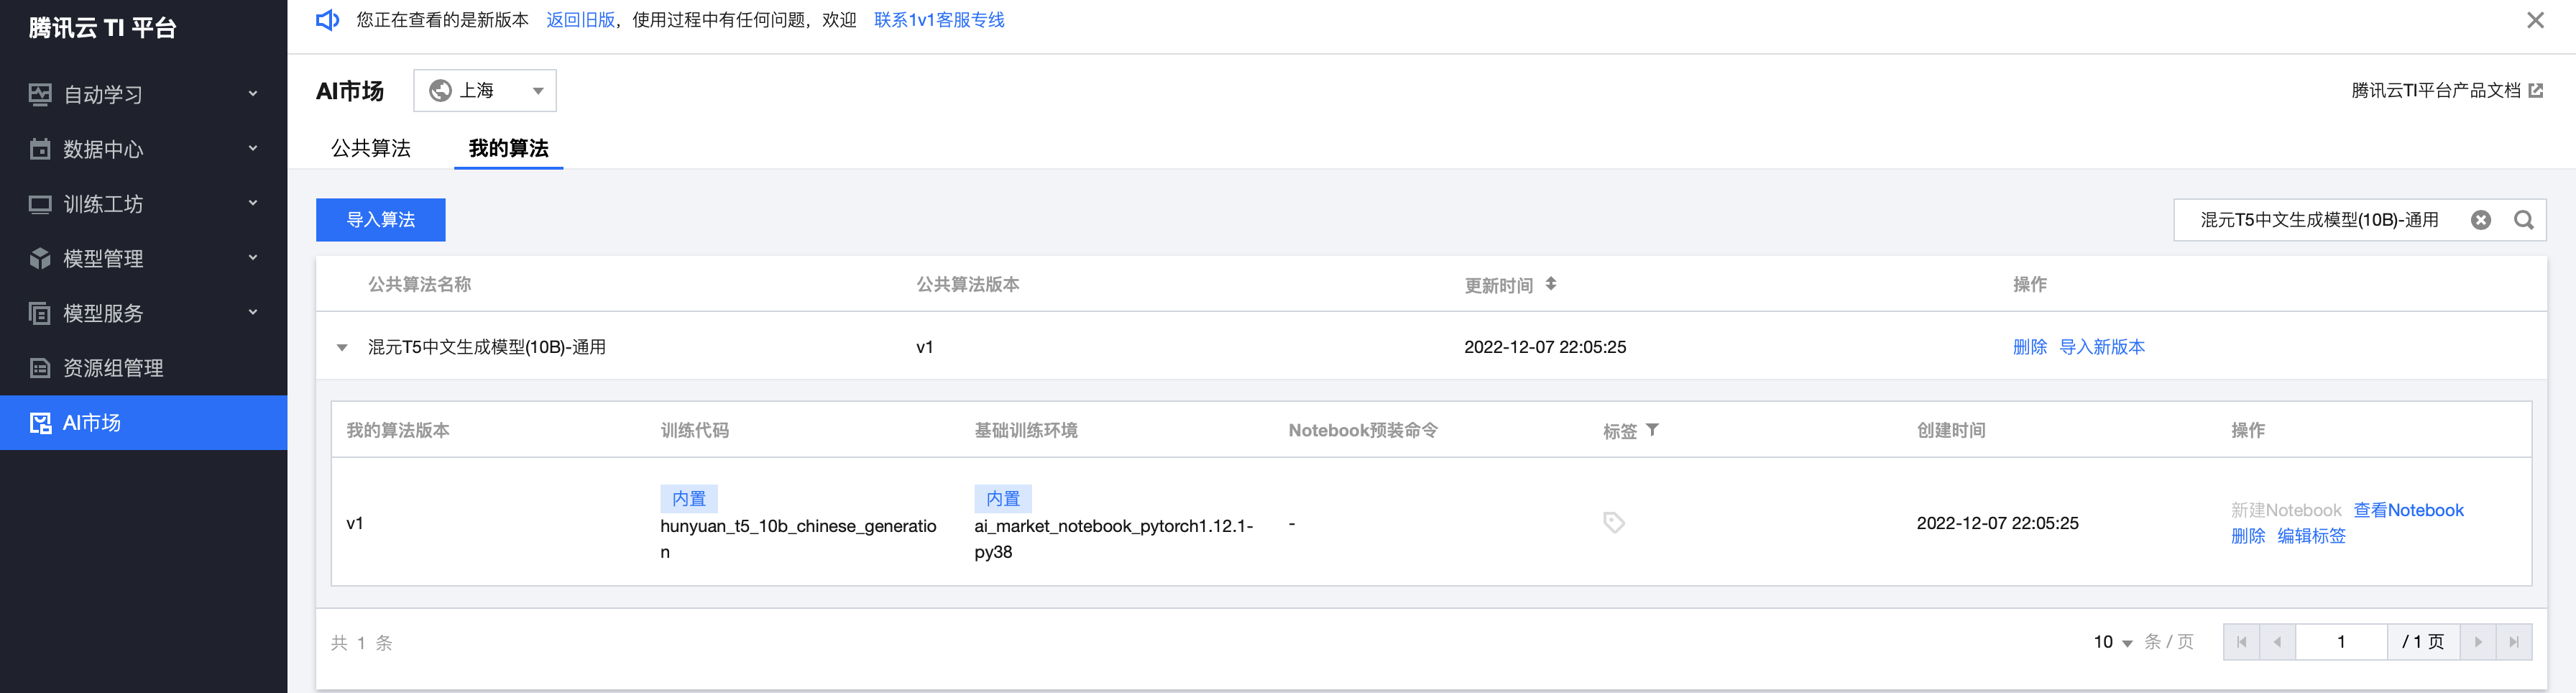 腾讯云 TI 平台
自动学习
数据中心
训练工坊
模型管理
模型服务
资源组管理
AI市场
您正在查看的是新版本 返回旧版，使用过程中有任何问题，欢迎 联系1v1客服专线
AI市场 上海 腾讯云TI平台产品文档
公共算法 我的算法
导入算法 混元T5中文生成模型(10B)-通用
公共算法名称 公共算法版本 更新时间 操作
混元T5中文生成模型(10B)-通用 v1 2022-12-07 22:05:25 删除 导入新版本
我的算法版本 训练代码 基础训练环境 Notebook预装命令 标签 创建时间 操作
内置 内置
新建Notebook 查看Notebook
v1 hunyuan_t5_10b_chinese_generatio ai_market_notebook_pytorch1.12.1- - 2022-12-07 22:05:25
删除 编辑标签
n py38
共 1 条 10 条 / 页 1 / 1 页